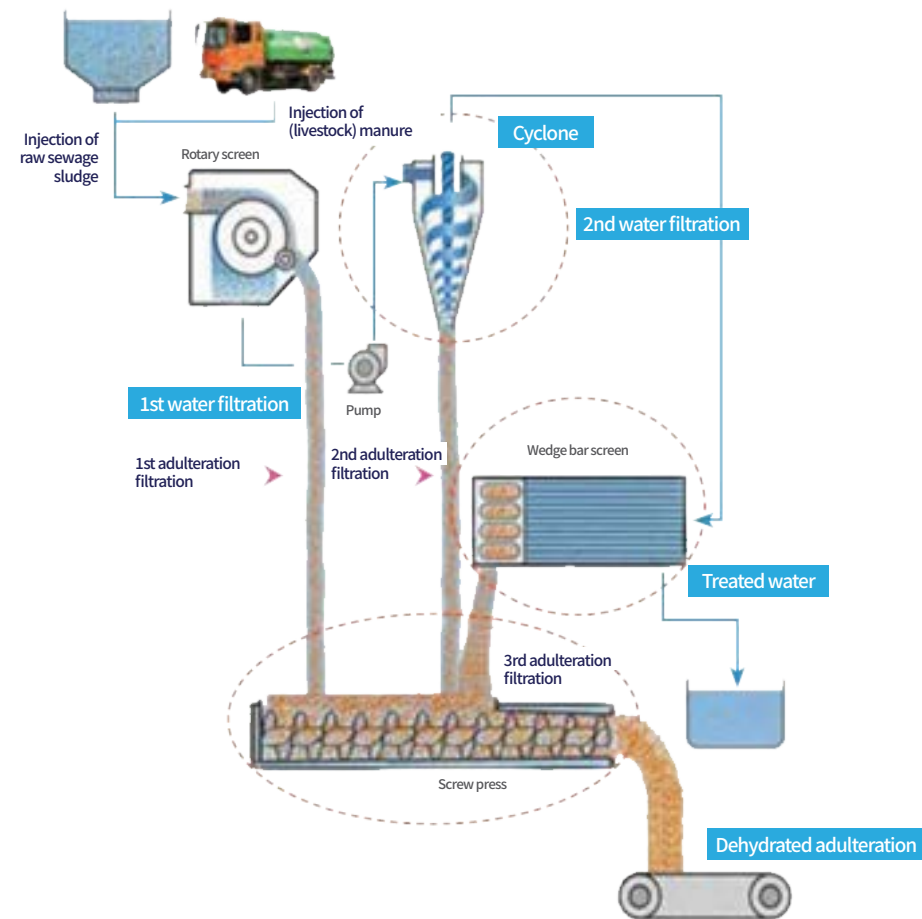 Injection of
raw sewage
sludge
Injection of
(livestock) manure
Rotary screen
Cyclone
2nd water filtration
1st water filtration
Pump
1st adulteration
filtration
2nd adulteration
filtration
Wedge bar screen
Treated water
3rd adulteration
filtration
Screw press
Dehydrated adulteration